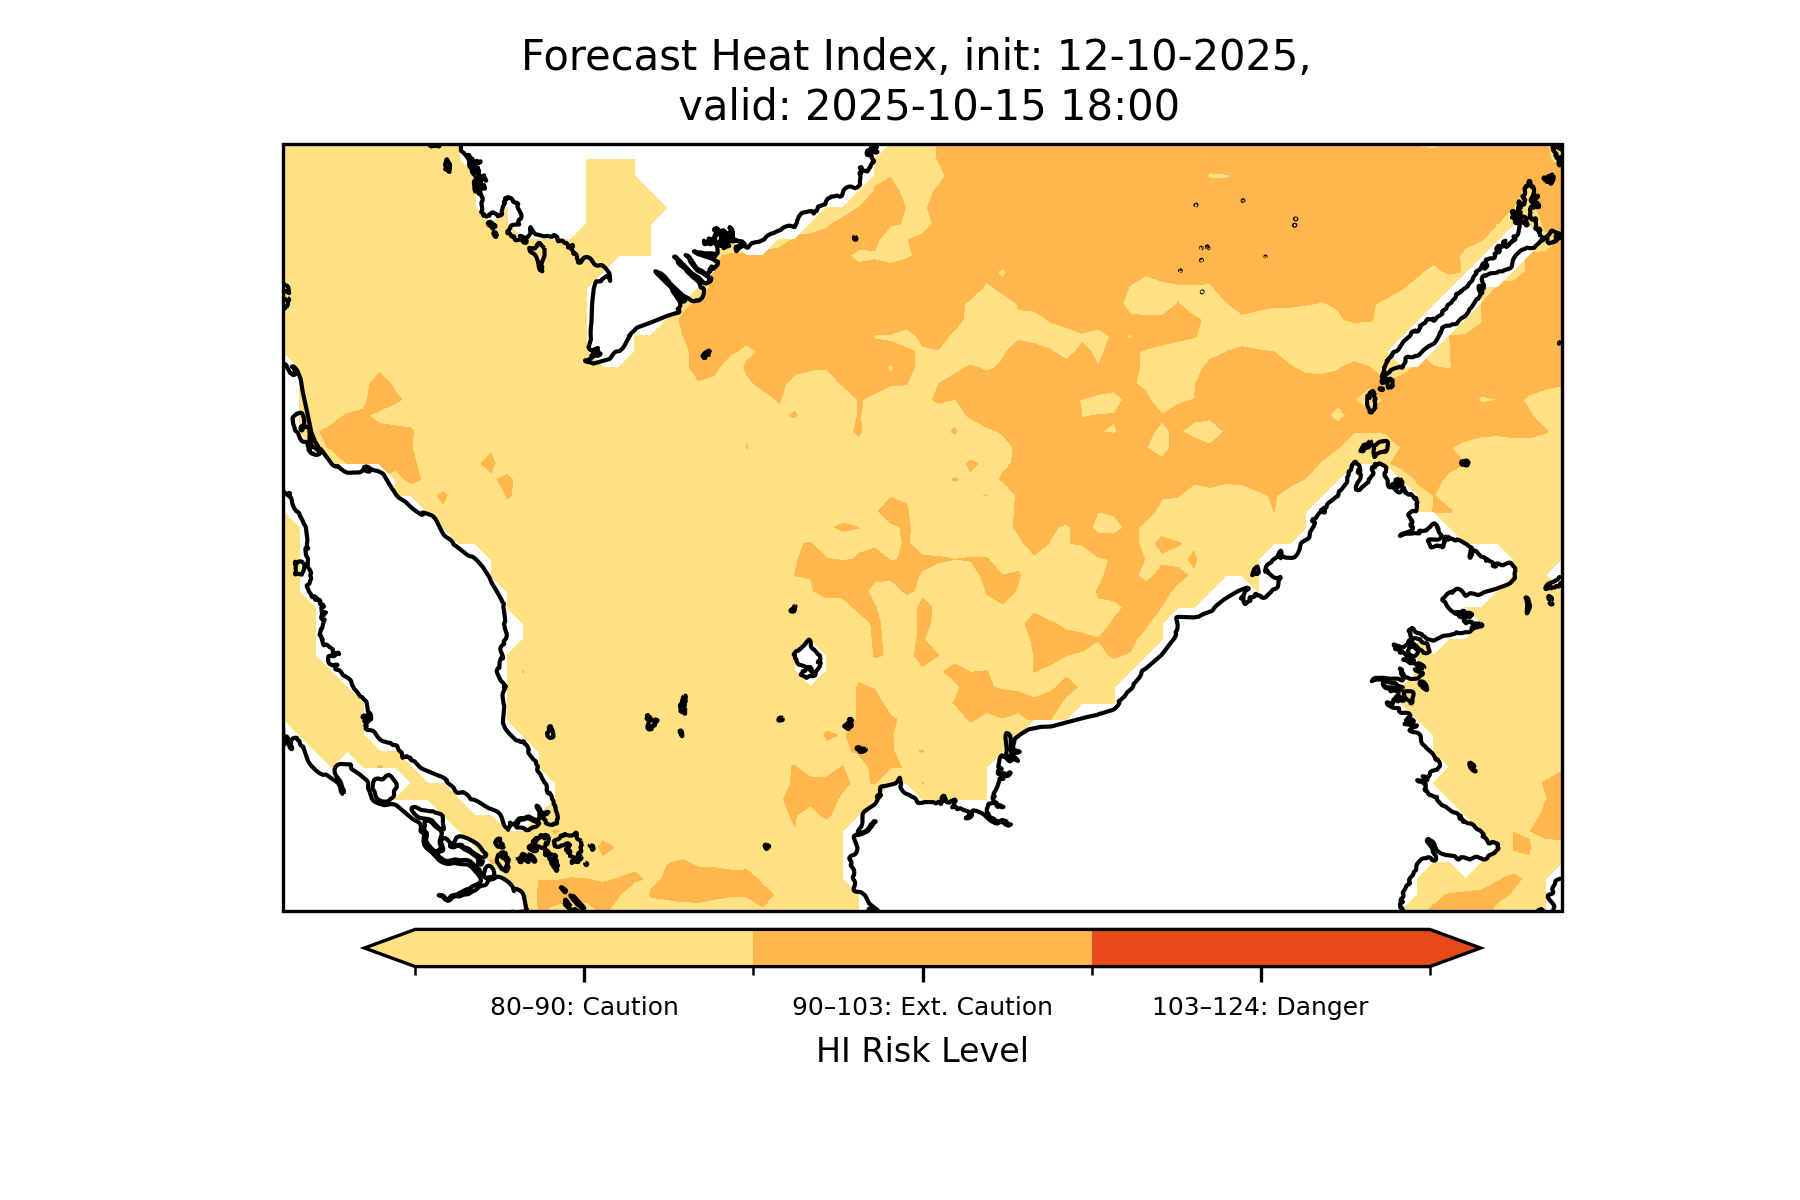 Forecast Heat Index, init: 12-10-2025,
valid: 2025-10-15 18:00
80–90: Caution
90–103: Ext. Caution
103–124: Danger
HI Risk Level